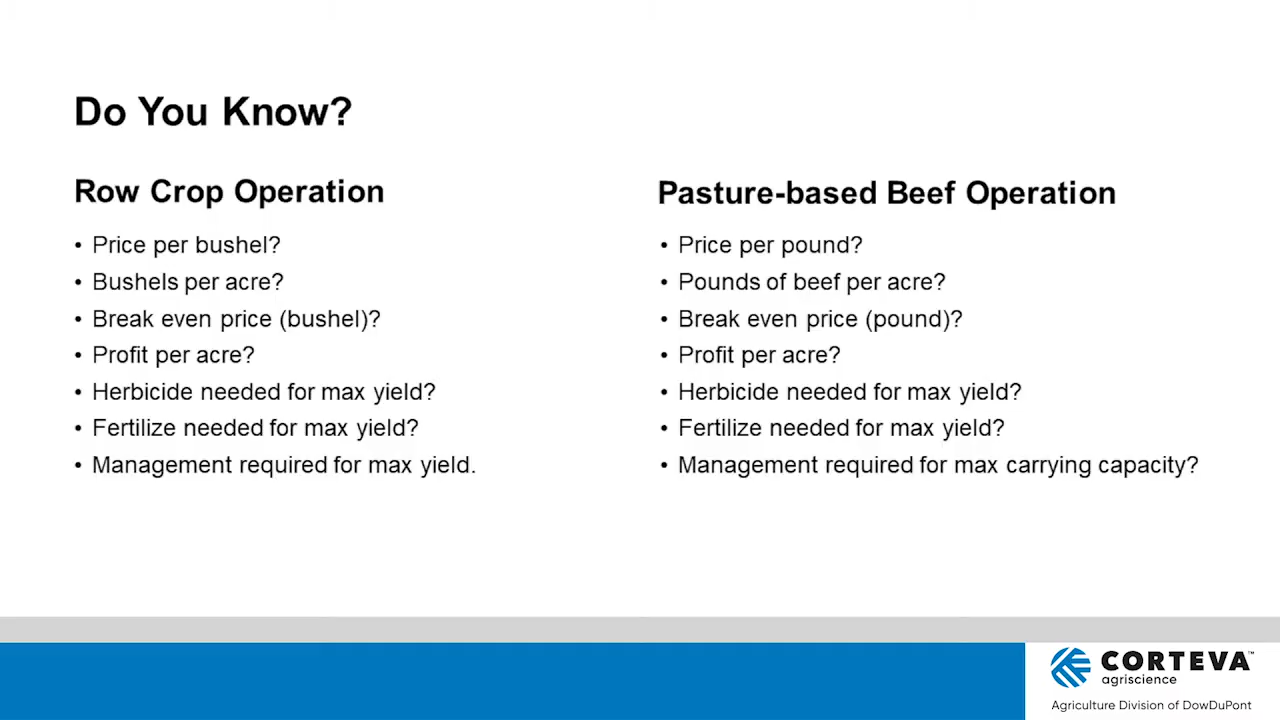 Do You Know?
Row Crop Operation
• Price per bushel?
• Bushels per acre?
• Break even price (bushel)?
• Profit per acre?
• Herbicide needed for max yield?
• Fertilize needed for max yield?
• Management required for max yield.
Pasture-based Beef Operation
• Price per pound?
• Pounds of beef per acre?
• Break even price (pound)?
• Profit per acre?
• Herbicide needed for max yield?
• Fertilize needed for max yield?
• Management required for max carrying capacity?
CORTEVA™
agriscience
Agriculture Division of DowDuPont